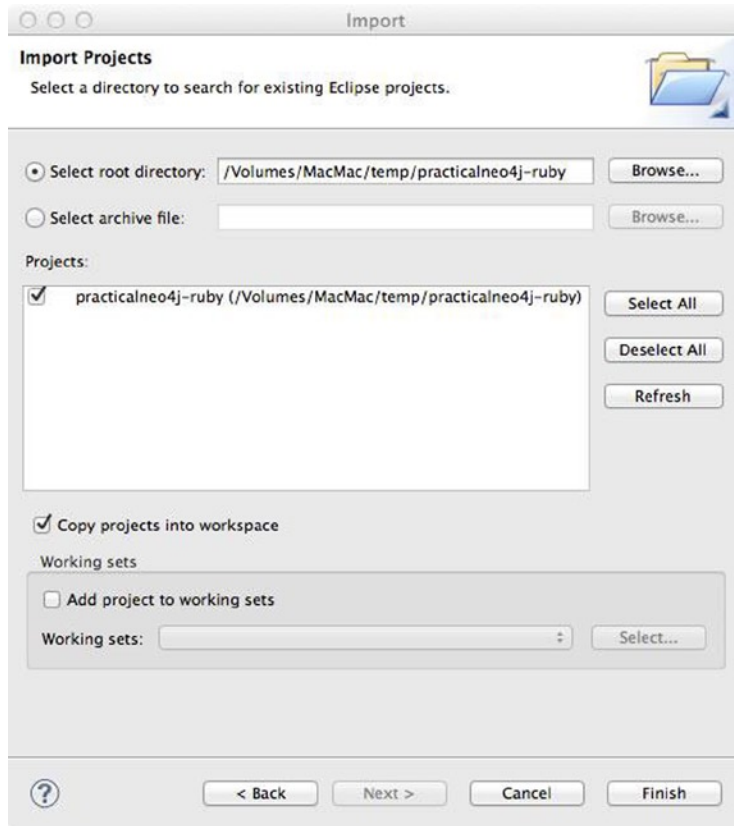 Import
Import Projects
Select a directory to search for existing Eclipse projects.
Select root directory: /Volumes/MacMac/temp/practicalneo4j-ruby Browse...
Select archive file: Browse...
Projects:
practicalneo4j-ruby (/Volumes/MacMac/temp/practicalneo4j-ruby) Select All
Deselect All
Refresh
Copy projects into workspace
Working sets
Add project to working sets
Working sets: Select...
? < Back Next > Cancel Finish